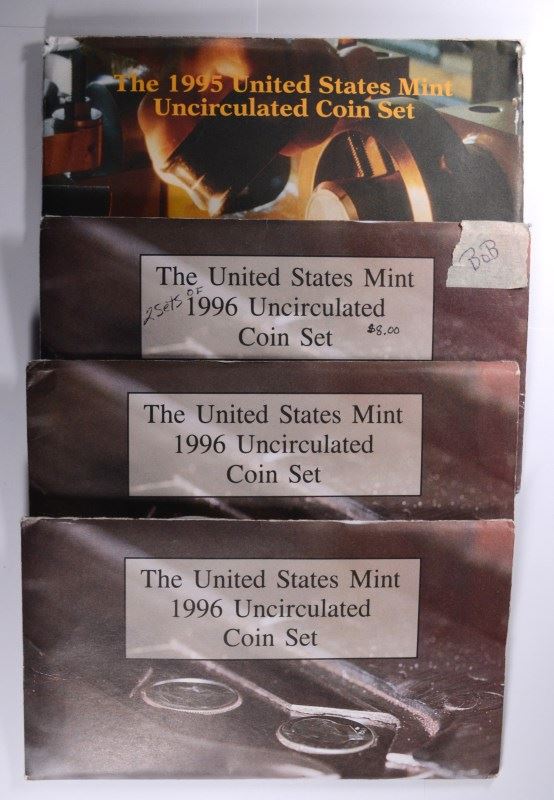 The 1995 United States Mint
Uncirculated Coin Set
BOB
The United States Mint
2 Sets OF
1996 Uncirculated
Coin Set
$8.00
The United States Mint
1996 Uncirculated
Coin Set
The United States Mint
1996 Uncirculated
Coin Set